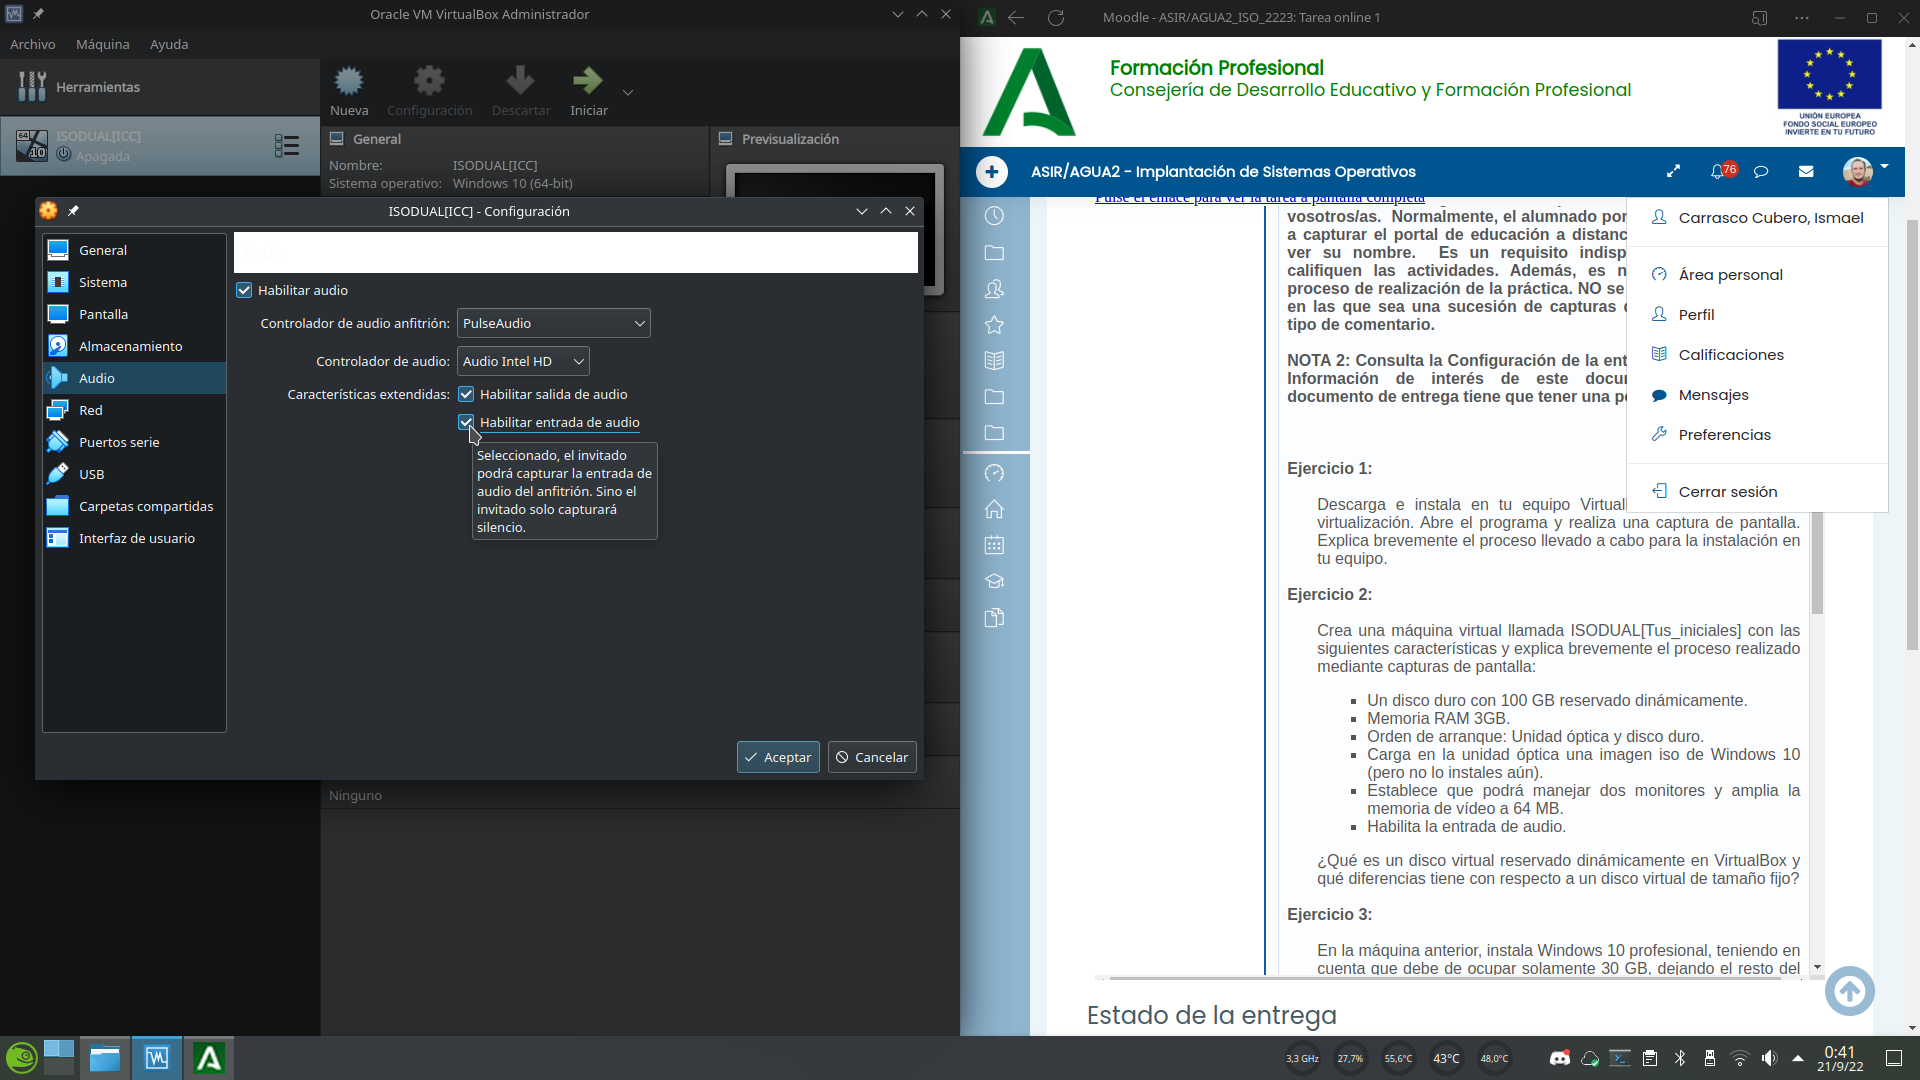 Oracle VM VirtualBox Administrador
Archivo Máquina Ayuda
Herramientas
ISODUAL[ICC]
Apagada
64
10
Nueva Configuración Descartar Iniciar
General
Nombre: ISODUAL[ICC]
Sistema operativo: Windows 10 (64-bit)
Previsualización
ISODUAL[ICC] - Configuración
General
Sistema
Pantalla
Almacenamiento
Audio
Red
Puertos serie
USB
Carpetas compartidas
Interfaz de usuario
Habilitar audio
Controlador de audio anfitrión: PulseAudio
Controlador de audio: Audio Intel HD
Características extendidas: Habilitar salida de audio
Habilitar entrada de audio
Seleccionado, el invitado
podrá capturar la entrada de
audio del anfitrión. Sino el
invitado solo capturará
silencio.
Aceptar Cancelar
Ninguno
Moodle - ASIR/AGUA2_ISO_2223: Tarea online 1
Formación Profesional
Consejería de Desarrollo Educativo y Formación Profesional
UNIÓN EUROPEA
FONDO SOCIAL EUROPEO
INVIERTE EN TU FUTURO
ASIR/AGUA2 - Implantación de Sistemas Operativos
76
Pulse el enlace para ver la tarea a pantalla completa
vosotros/as. Normalmente, el alumnado por
a capturar el portal de educación a distanc
ver su nombre. Es un requisito indisp
califiquen las actividades. Además, es n
proceso de realización de la práctica. NO se
en las que sea una sucesión de capturas
tipo de comentario.
NOTA 2: Consulta la Configuración de la ent
Información de interés de este docu
documento de entrega tiene que tener una p
Carrasco Cubero, Ismael
Área personal
Perfil
Calificaciones
Mensajes
Preferencias
Cerrar sesión
Ejercicio 1:
Descarga e instala en tu equipo Virtual
virtualización. Abre el programa y realiza una captura de pantalla.
Explica brevemente el proceso llevado a cabo para la instalación en
tu equipo.
Ejercicio 2:
Crea una máquina virtual llamada ISODUAL[Tus_iniciales] con las
siguientes características y explica brevemente el proceso realizado
mediante capturas de pantalla:
Un disco duro con 100 GB reservado dinámicamente.
Memoria RAM 3GB.
Orden de arranque: Unidad óptica y disco duro.
Carga en la unidad óptica una imagen iso de Windows 10
(pero no lo instales aún).
Establece que podrá manejar dos monitores y amplia la
memoria de vídeo a 64 MB.
Habilita la entrada de audio.
¿Qué es un disco virtual reservado dinámicamente en VirtualBox y
qué diferencias tiene con respecto a un disco virtual de tamaño fijo?
Ejercicio 3:
En la máquina anterior, instala Windows 10 profesional, teniendo en
cuenta que debe de ocupar solamente 30 GB, dejando el resto del
Estado de la entrega
3,3 GHz
27,7%
55,6°C
43°C
48,0°C
0:41
21/9/22